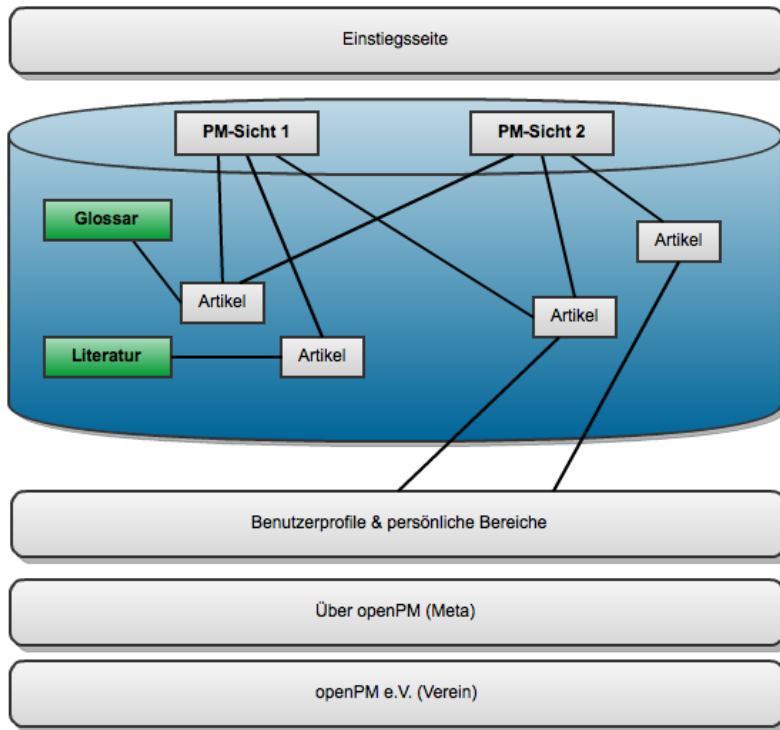 Einstiegsseite
PM-Sicht 1
PM-Sicht 2
Glossar
Artikel
Artikel
Artikel
Literatur
Artikel
Benutzerprofile & persönliche Bereiche
Über openPM (Meta)
openPM e.V. (Verein)